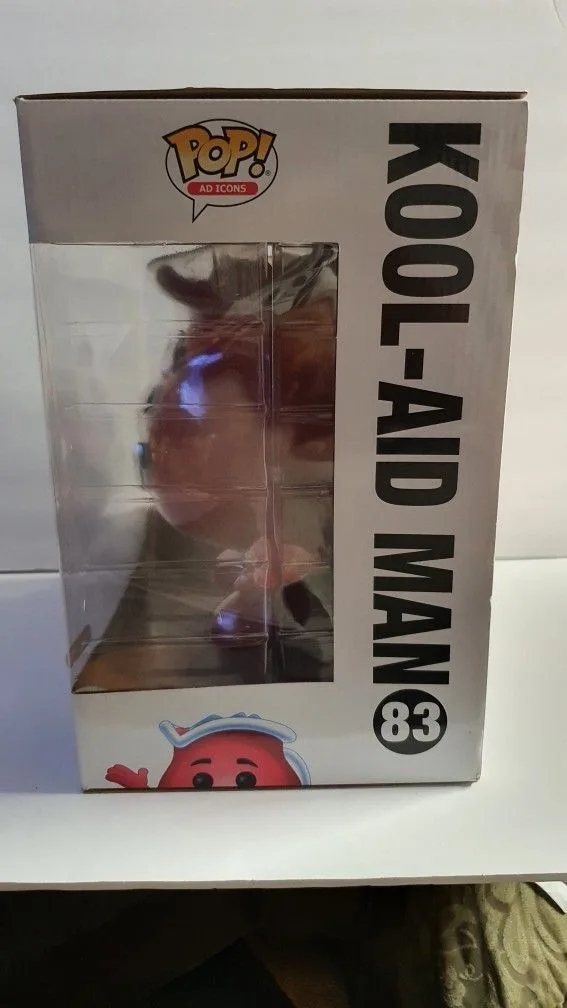 POP!
AD ICONS
KOOL-AID MAN
83